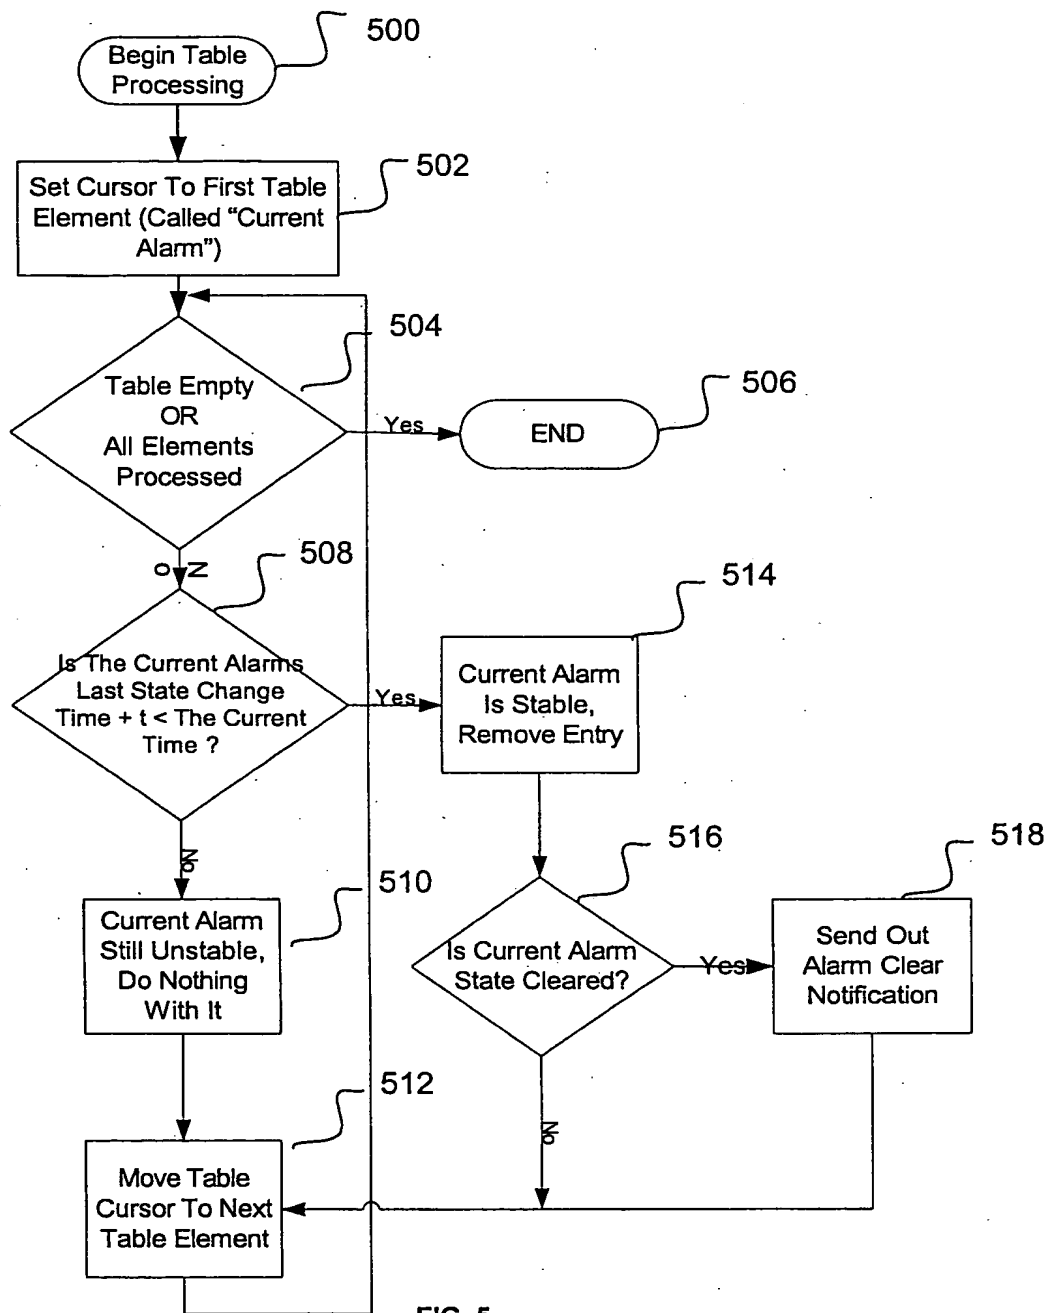 500
Begin Table
Processing
502
Set Cursor To First Table
Element (Called “Current
Alarm”)
504
Table Empty
OR
All Elements
Processed
Yes
506
END
No
508
Is The Current Alarms
Last State Change
Time + t < The Current
Time ?
Yes
514
Current Alarm
Is Stable,
Remove Entry
No
510
Current Alarm
Still Unstable,
Do Nothing
With It
516
Is Current Alarm
State Cleared?
Yes
518
Send Out
Alarm Clear
Notification
No
512
Move Table
Cursor To Next
Table Element
FIG. 5